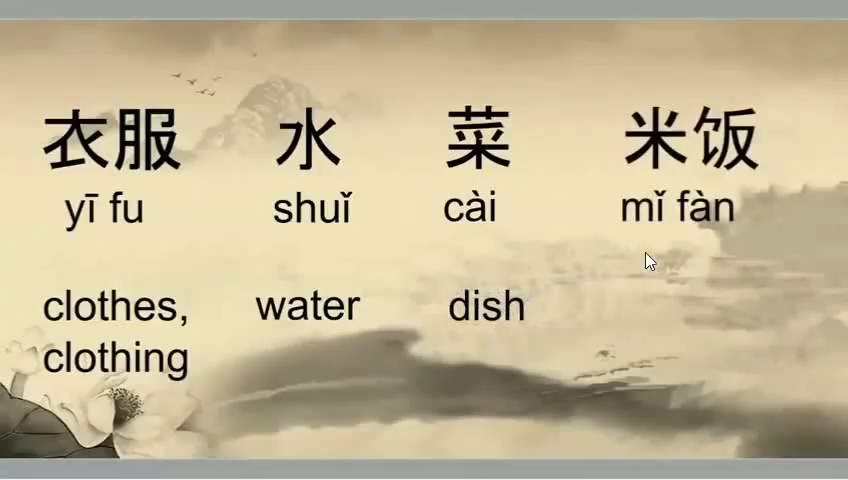 衣服 水 菜 米饭
yī fu shuǐ cài mǐ fàn
clothes, water dish
clothing